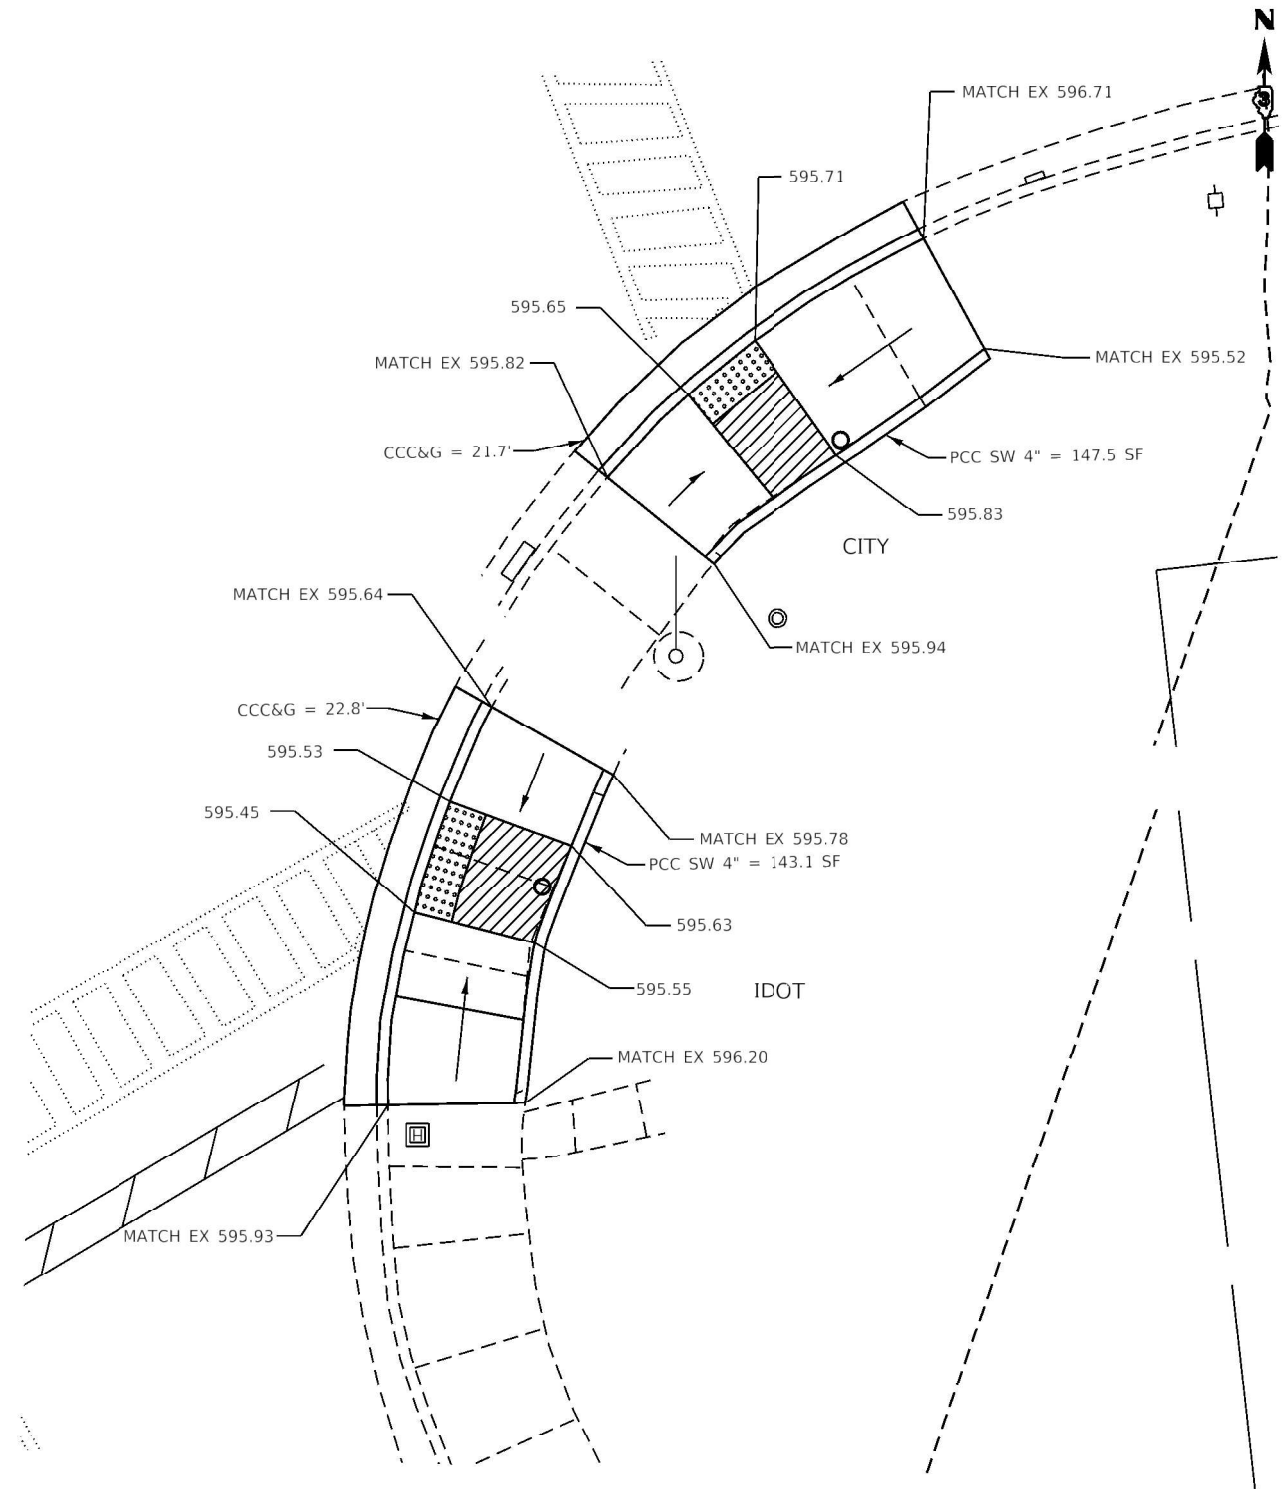 N
3
MATCH EX 596.71
595.71
595.65
MATCH EX 595.82
MATCH EX 595.52
CCC&G = 21.7'
PCC SW 4" = 147.5 SF
595.83
CITY
MATCH EX 595.64
MATCH EX 595.94
CCC&G = 22.8'
595.53
595.45
MATCH EX 595.78
PCC SW 4" = 143.1 SF
595.63
595.55
IDOT
MATCH EX 596.20
H
MATCH EX 595.93